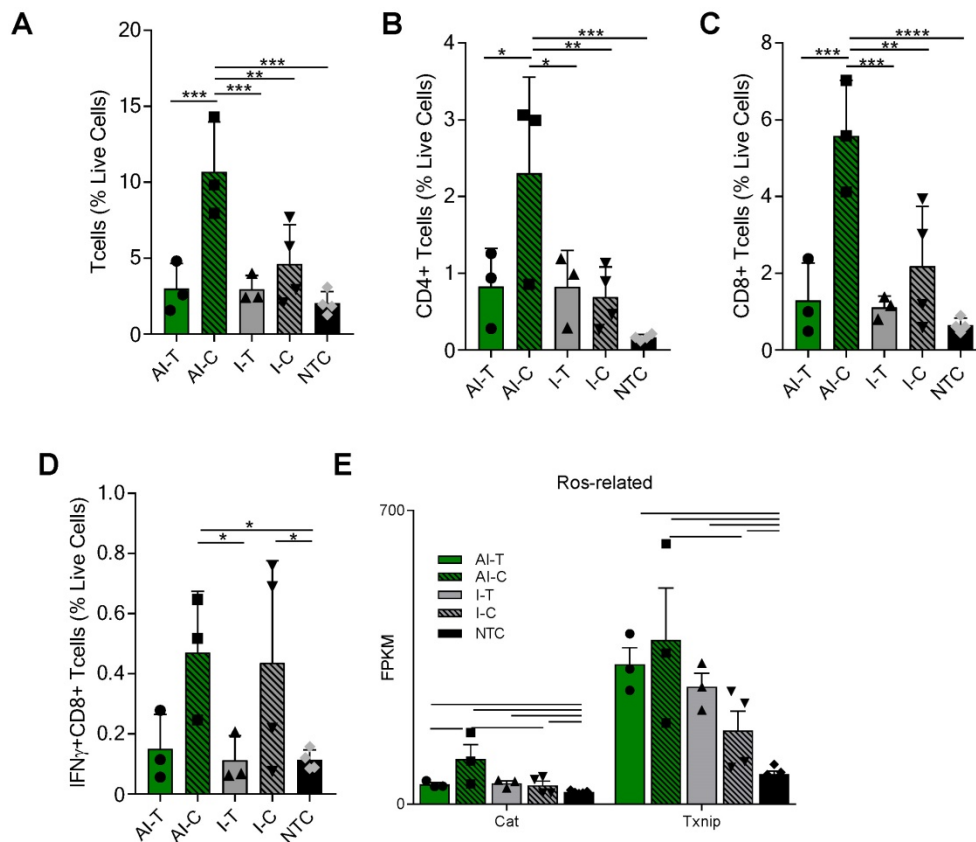 A
Tcells (% Live Cells)
20
15
10
5
0
***
**
***
***
AI-T
AI-C
I-T
I-C
NTC
B
CD4+ Tcells (% Live Cells)
4
3
2
1
0
***
**
*
*
AI-T
AI-C
I-T
I-C
NTC
C
CD8+ Tcells (% Live Cells)
8
6
4
2
0
****
**
***
***
AI-T
AI-C
I-T
I-C
NTC
D
IFNγ+CD8+ Tcells (% Live Cells)
1.0
0.8
0.6
0.4
0.2
0
*
*
*
AI-T
AI-C
I-T
I-C
NTC
E
Ros-related
FPKM
700
0
AI-T
AI-C
I-T
I-C
NTC
Cat
Txnip